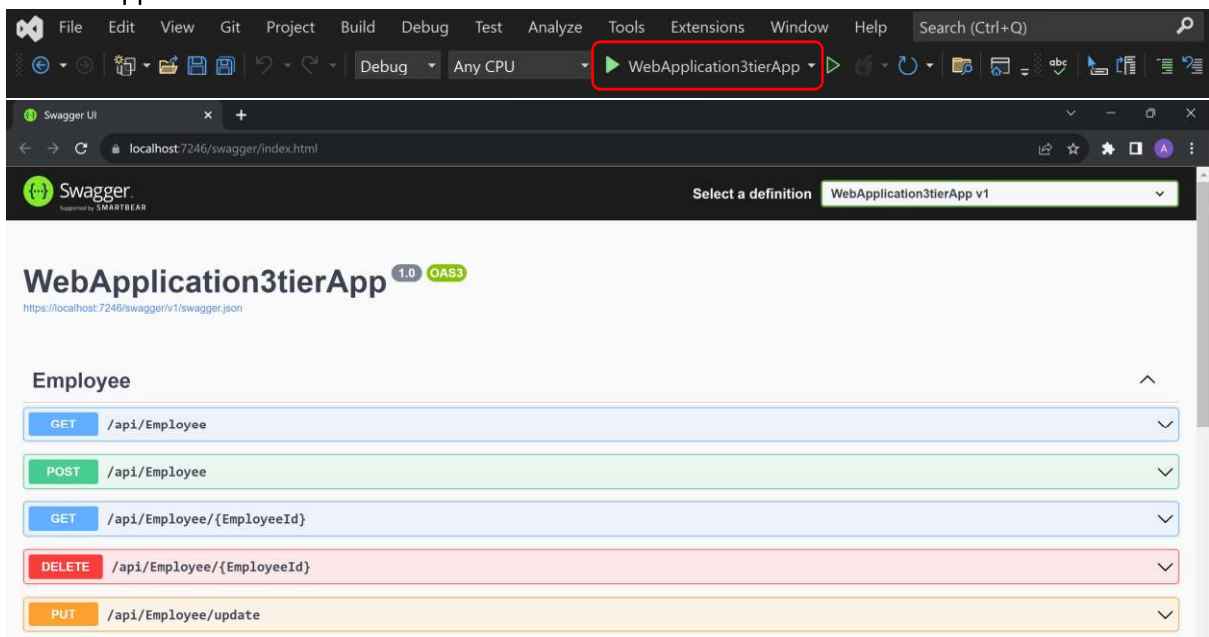 File Edit View Git Project Build Debug Test Analyze Tools Extensions Window Help Search (Ctrl+Q)
Debug Any CPU WebApplication3tierApp
Swagger UI
localhost:7246/swagger/index.html
A
Swagger.
Supported by SMARTBEAR
Select a definition WebApplication3tierApp v1
WebApplication3tierApp 1.0 OAS3
https://localhost:7246/swagger/v1/swagger.json
Employee
GET /api/Employee
POST /api/Employee
GET /api/Employee/{EmployeeId}
DELETE /api/Employee/{EmployeeId}
PUT /api/Employee/update